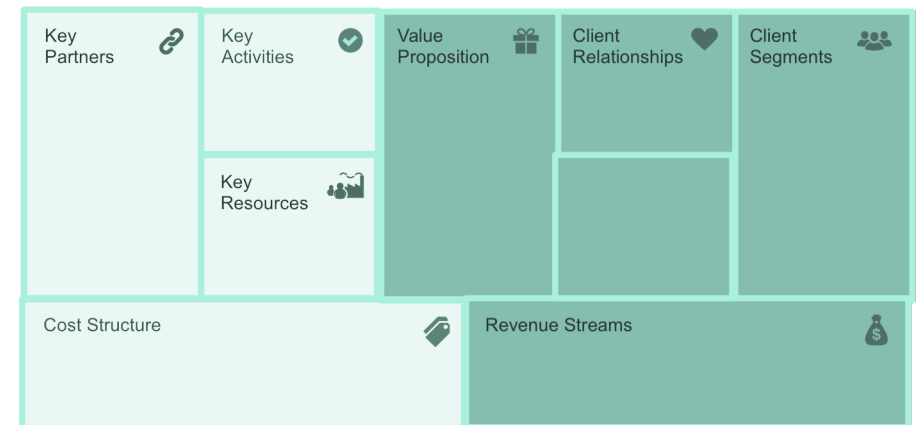 Key
Partners
Key
Activities
Value
Proposition
Client
Relationships
Client
Segments
Key
Resources
Cost Structure
Revenue Streams
$